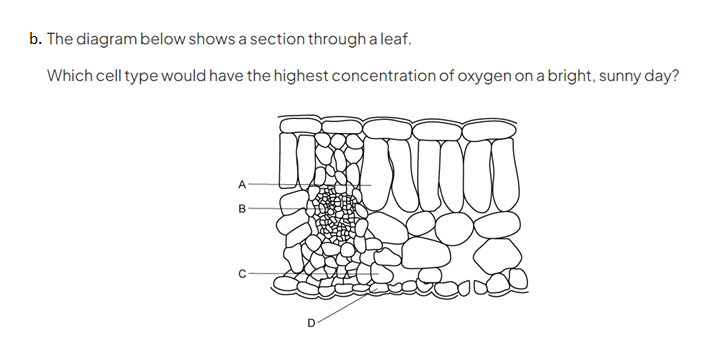 b. The diagram below shows a section through a leaf.
Which cell type would have the highest concentration of oxygen on a bright, sunny day?
A
B
C
D